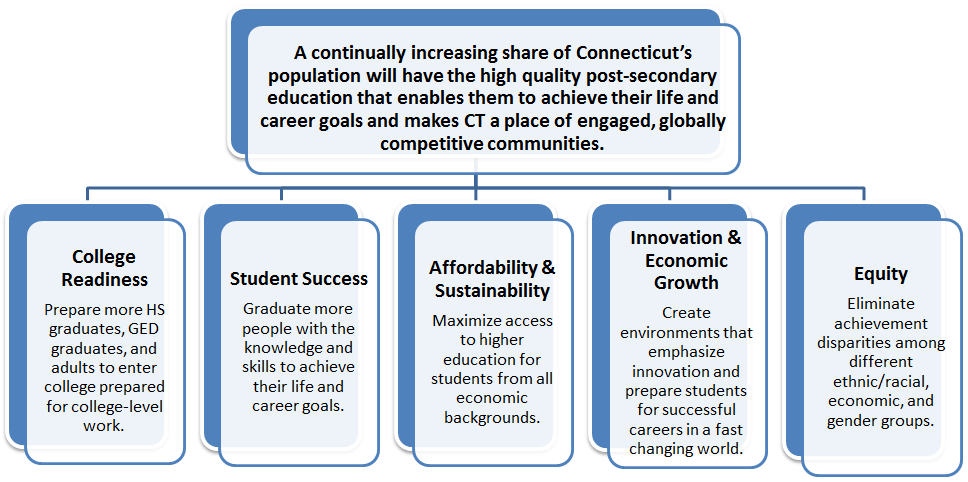 A continually increasing share of Connecticut's
population will have the high quality post-secondary
education that enables them to achieve their life and
career goals and makes CT a place of engaged, globally
competitive communities.
College
Readiness
Prepare more HS
graduates, GED
graduates, and
adults to enter
college prepared
for college-level
work.
Student Success
Graduate more
people with the
knowledge and
skills to achieve
their life and
career goals.
Affordability &
Sustainability
Maximize access
to higher
education for
students from all
economic
backgrounds.
Innovation &
Economic
Growth
Create
environments that
emphasize
innovation and
prepare students
for successful
careers in a fast
changing world.
Equity
Eliminate
achievement
disparities among
different
ethnic/racial,
economic, and
gender groups.